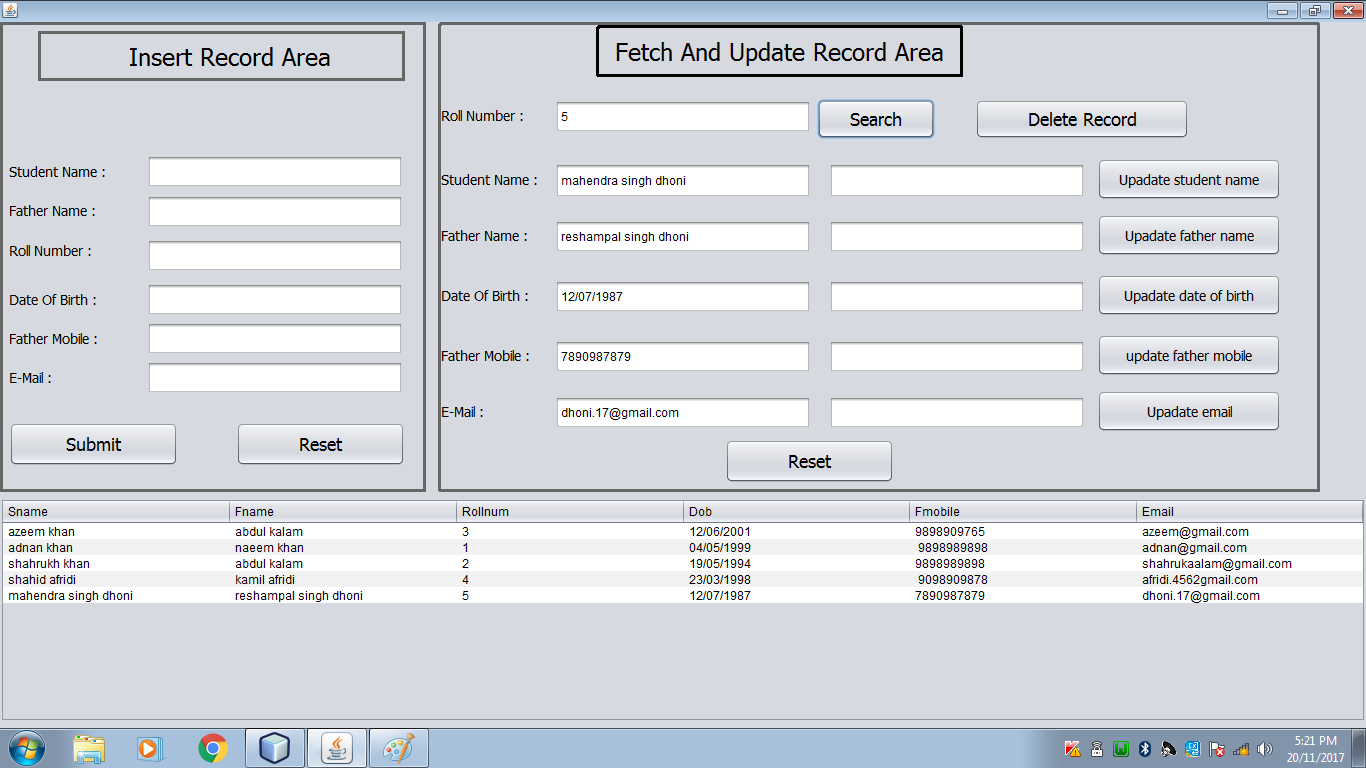 Insert Record Area
Student Name :
Father Name :
Roll Number :
Date Of Birth :
Father Mobile :
E-Mail :
Submit Reset
Fetch And Update Record Area
Roll Number : 5 Search Delete Record
Student Name : mahendra singh dhoni Upadate student name
Father Name : reshampal singh dhoni Upadate father name
Date Of Birth : 12/07/1987 Upadate date of birth
Father Mobile : 7890987879 update father mobile
E-Mail : dhoni.17@gmail.com Upadate email
Reset
Sname Fname Rollnum Dob Fmobile Email
azeem khan abdul kalam 3 12/06/2001 9898909765 azeem@gmail.com
adnan khan naeem khan 1 04/05/1999 9898989898 adnan@gmail.com
shahrukh khan abdul kalam 2 19/05/1994 9898989898 shahrukaalam@gmail.com
shahid afridi kamil afridi 4 23/03/1998 9098909878 afridi.4562gmail.com
mahendra singh dhoni reshampal singh dhoni 5 12/07/1987 7890987879 dhoni.17@gmail.com
5:21 PM
20/11/2017